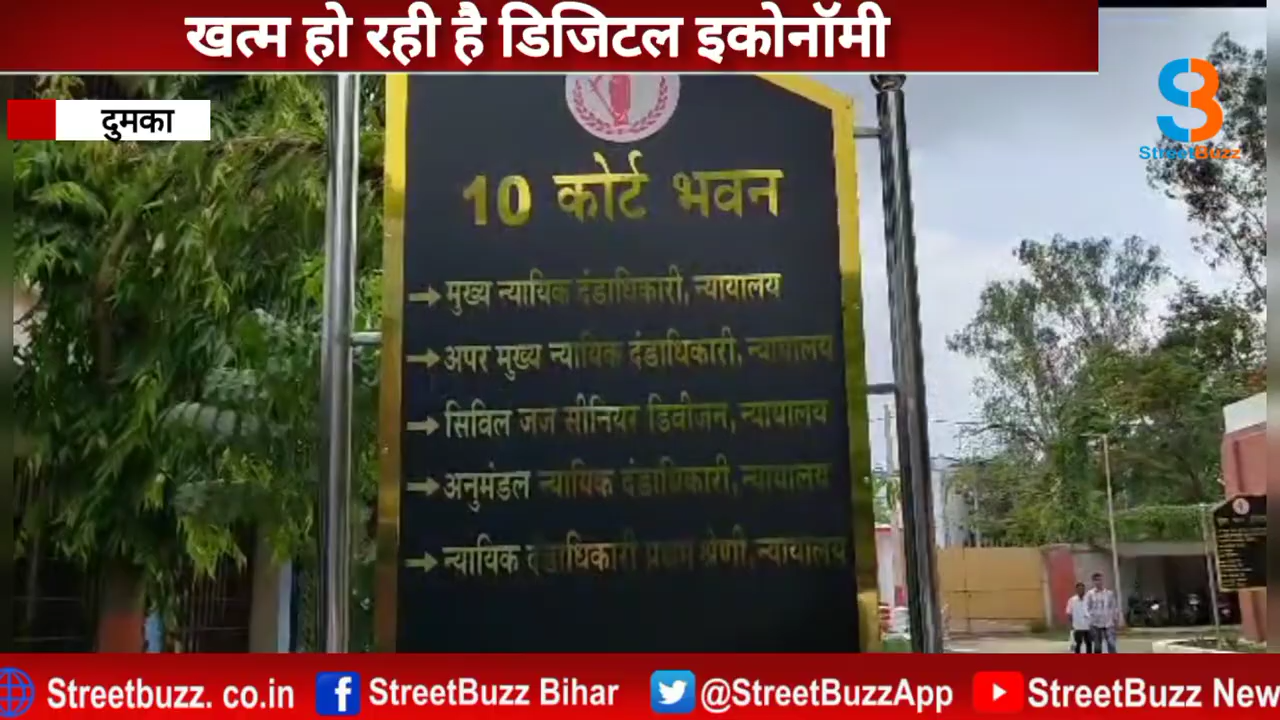 खत्म हो रही है डिजिटल इकोनॉमी
दुमका
StreetBuzz
10 कोर्ट भवन
मुख्य न्यायिक दंडाधिकारी, न्यायालय
अपर मुख्य न्यायिक दंडाधिकारी, न्यायालय
सिविल जज सीनियर डिवीजन, न्यायालय
अनुमंडल न्यायिक दंडाधिकारी, न्यायालय
न्यायिक दंडाधिकारी प्रथम श्रेणी, न्यायालय
Streetbuzz. co.in
StreetBuzz Bihar
@StreetBuzzApp
StreetBuzz New